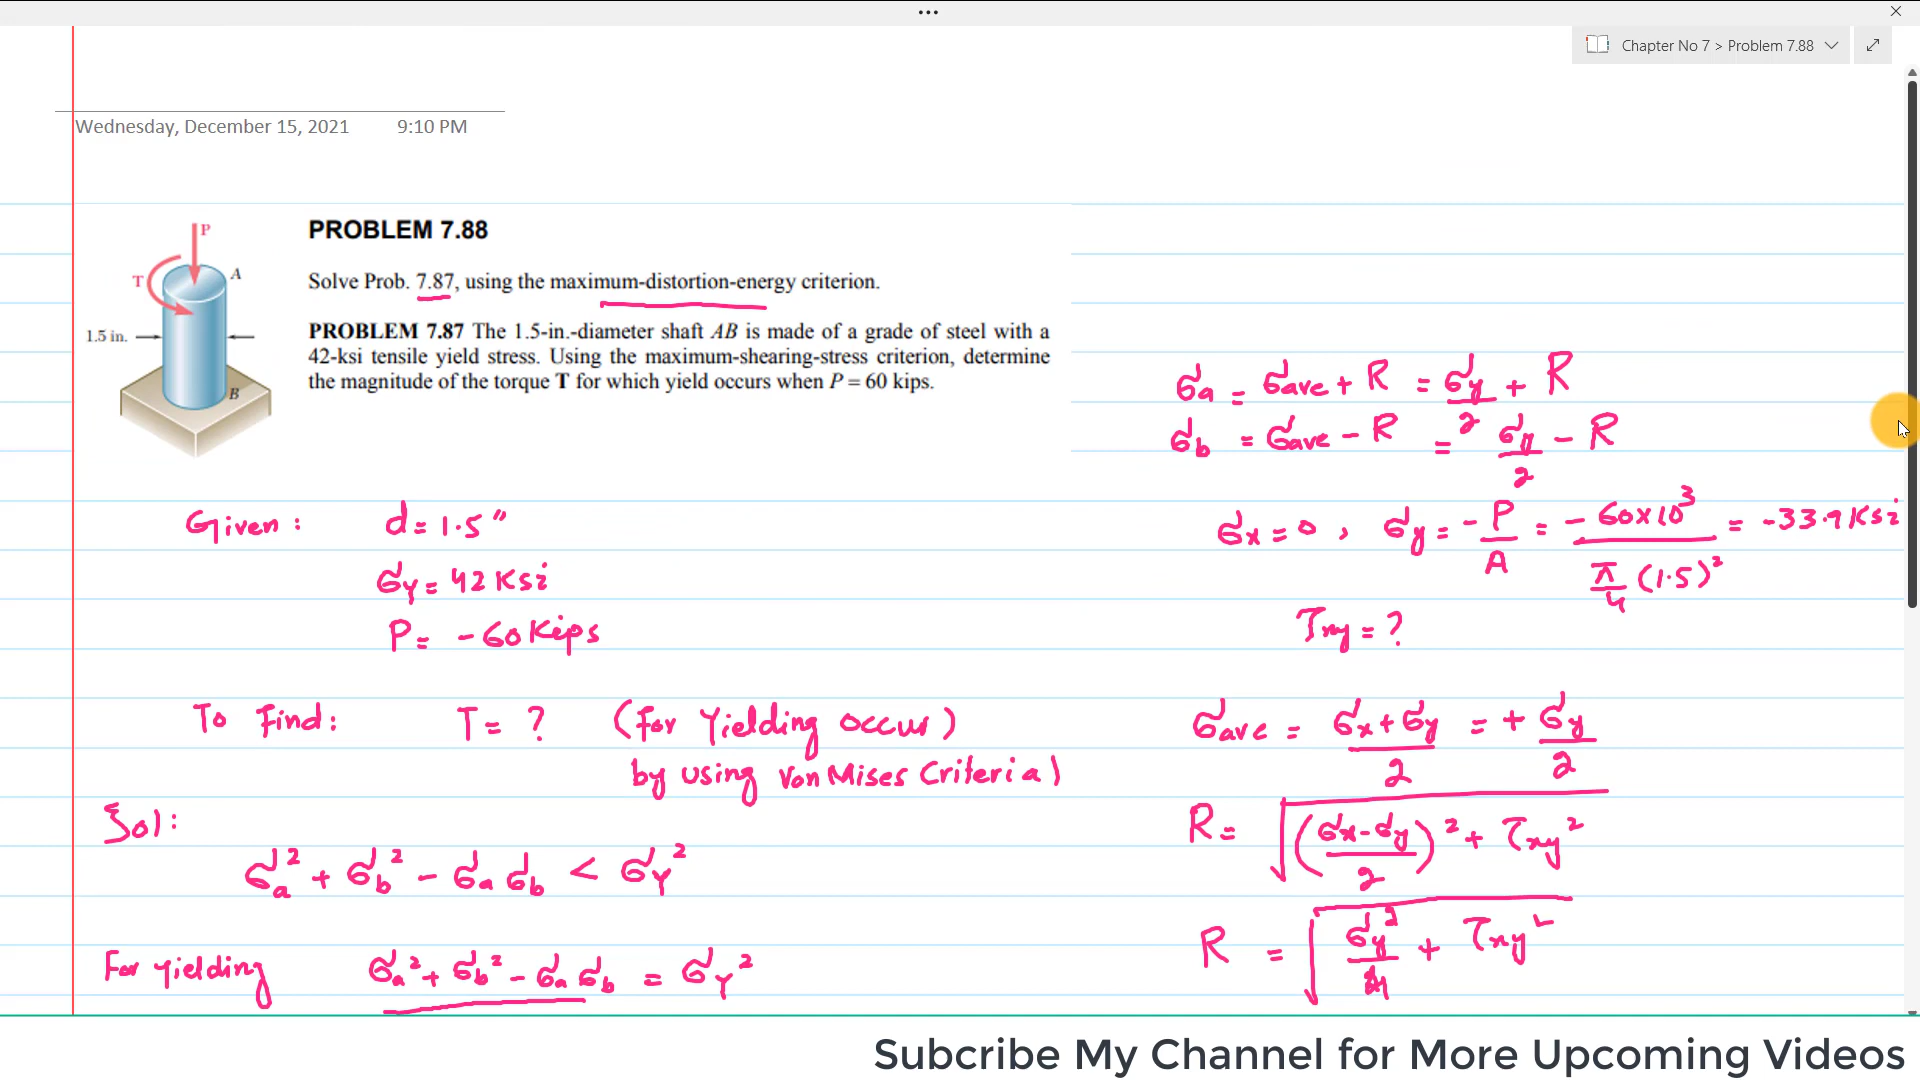 Chapter No 7 > Problem 7.88
Wednesday, December 15, 2021 9:10 PM
PROBLEM 7.88
Solve Prob. 7.87, using the maximum-distortion-energy criterion.
PROBLEM 7.87 The 1.5-in.-diameter shaft AB is made of a grade of steel with a
42-ksi tensile yield stress. Using the maximum-shearing-stress criterion, determine
the magnitude of the torque T for which yield occurs when P = 60 kips.
P
A
T
1.5 in.
B
Given: d = 1.5"
σY = 42 Ksi
P = -60 Kips
To Find: T = ? (For Yielding occur)
by using Von Mises Criteria)
Sol:
σa² + σb² - σa σb < σY²
For yielding σa² + σb² - σa σb = σY²
σa = σave + R = σy/2 + R
σb = σave - R = σy/2 - R
σx = 0, σy = -P/A = -60×10³ / π/4 (1.5)² = -33.9 Ksi
τxy = ?
σave = σx + σy / 2 = + σy/2
R = √((σx - σy / 2)² + τxy²)
R = √(σy²/4 + τxy²)
Subcribe My Channel for More Upcoming Videos